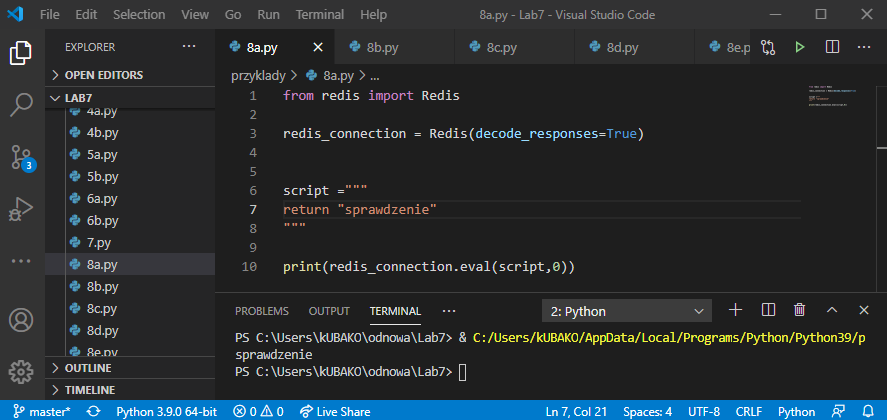 File Edit Selection View Go Run Terminal Help 8a.py - Lab7 - Visual Studio Code
EXPLORER
OPEN EDITORS
LAB7
4a.py
4b.py
5a.py
5b.py
6a.py
6b.py
7.py
8a.py
8b.py
8c.py
8d.py
8e.py
OUTLINE
TIMELINE
3
8a.py 8b.py 8c.py 8d.py 8e.p
przyklady > 8a.py > ...
1 from redis import Redis
2
3 redis_connection = Redis(decode_responses=True)
4
5
6 script ="""
7 return "sprawdzenie"
8 """
9
10 print(redis_connection.eval(script,0))
PROBLEMS OUTPUT TERMINAL ... 2: Python
PS C:\Users\kUBAKO\odnowa\Lab7> & C:/Users/kUBAKO/AppData/Local/Programs/Python/Python39/p
sprawdzenie
PS C:\Users\kUBAKO\odnowa\Lab7>
master* Python 3.9.0 64-bit 0 0 Live Share Ln 7, Col 21 Spaces: 4 UTF-8 CRLF Python